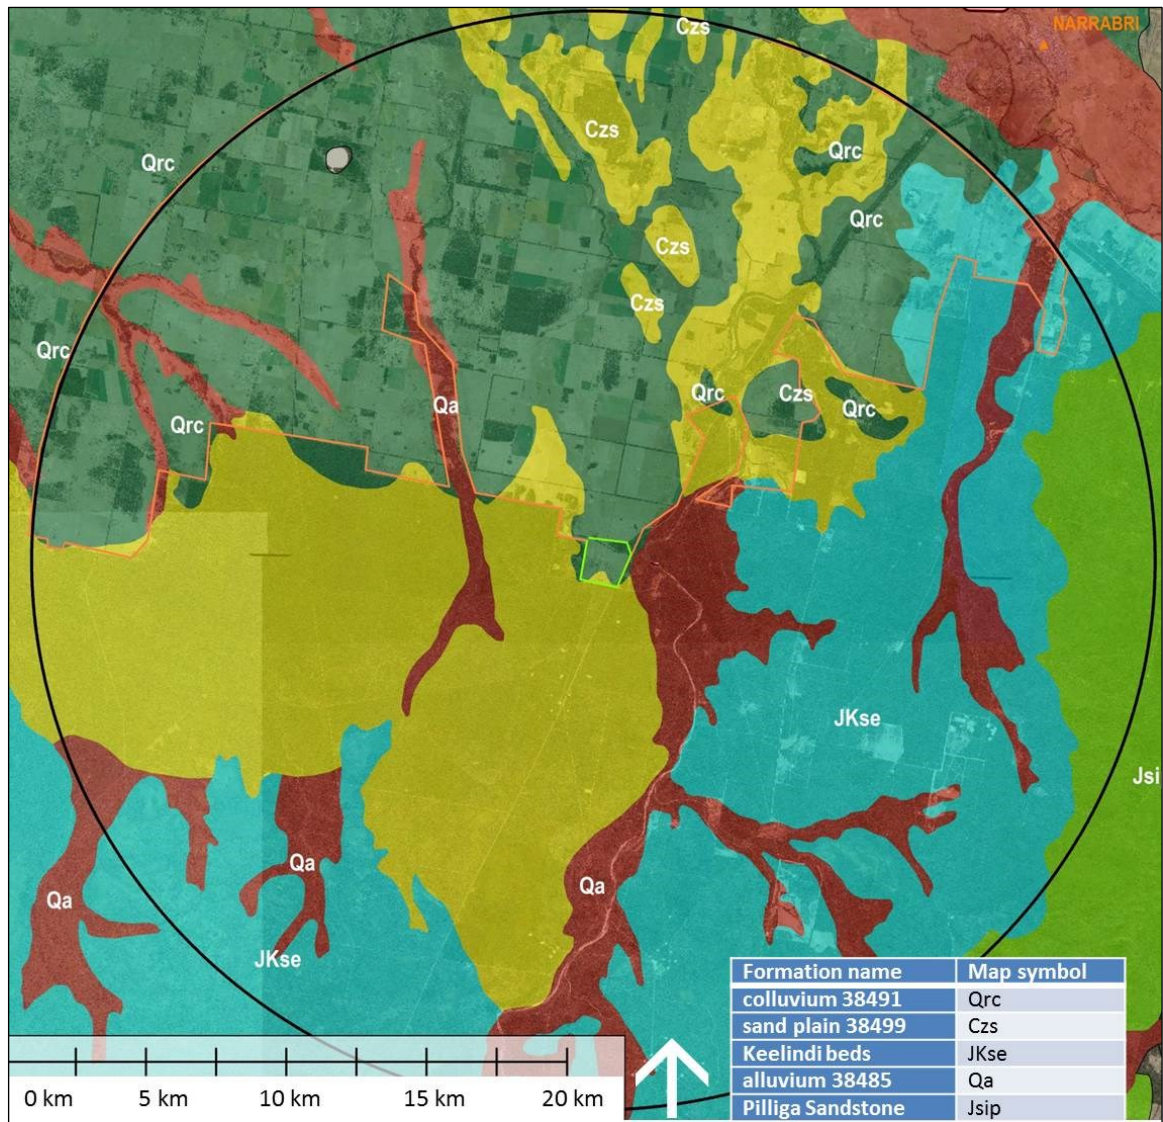 Czs
NARRABRI
Czs
Qrc
Qrc
Qrc
Czs
Czs
Qrc
Qrc
Czs
Qa
Qrc
Qrc
JKse
Jsi
Qa
Qa
Qa
JKse
Formation name Map symbol
colluvium 38491 Qrc
sand plain 38499 Czs
Keelindi beds JKse
alluvium 38485 Qa
Pilliga Sandstone Jsip
0 km 5 km 10 km 15 km 20 km